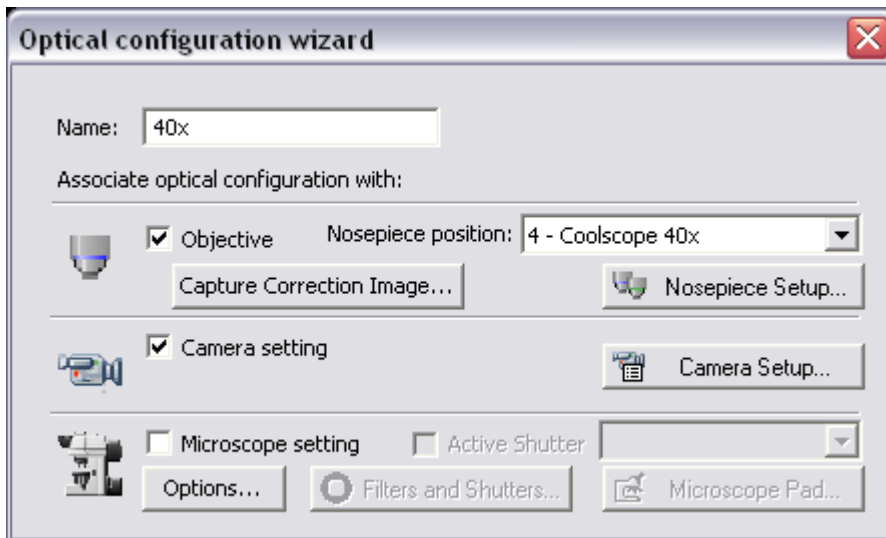 Optical configuration wizard
Name: 40x
Associate optical configuration with:
Objective Nosepiece position: 4 - Coolscope 40x
Capture Correction Image... Nosepiece Setup...
Camera setting
Camera Setup...
Microscope setting Active Shutter
Options... Filters and Shutters... Microscope Pad...